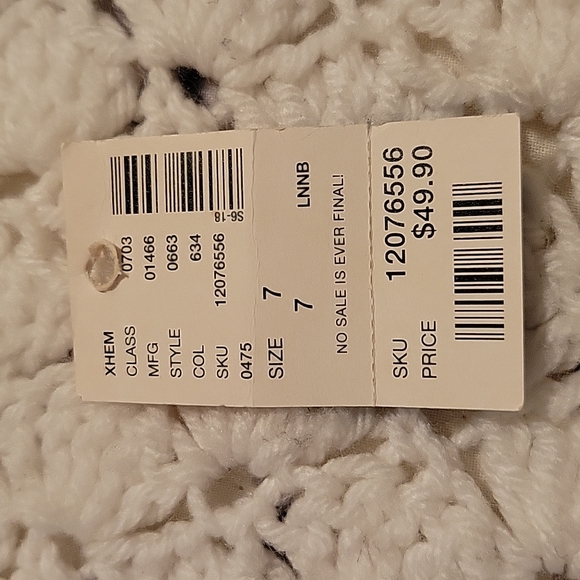 XHEM
CLASS 0703
MFG 01466
STYLE 0663
COL 634
SKU 12076556
0475
S6-18
SIZE 7
7
LNNB
NO SALE IS EVER FINAL!
SKU 12076556
PRICE $49.90